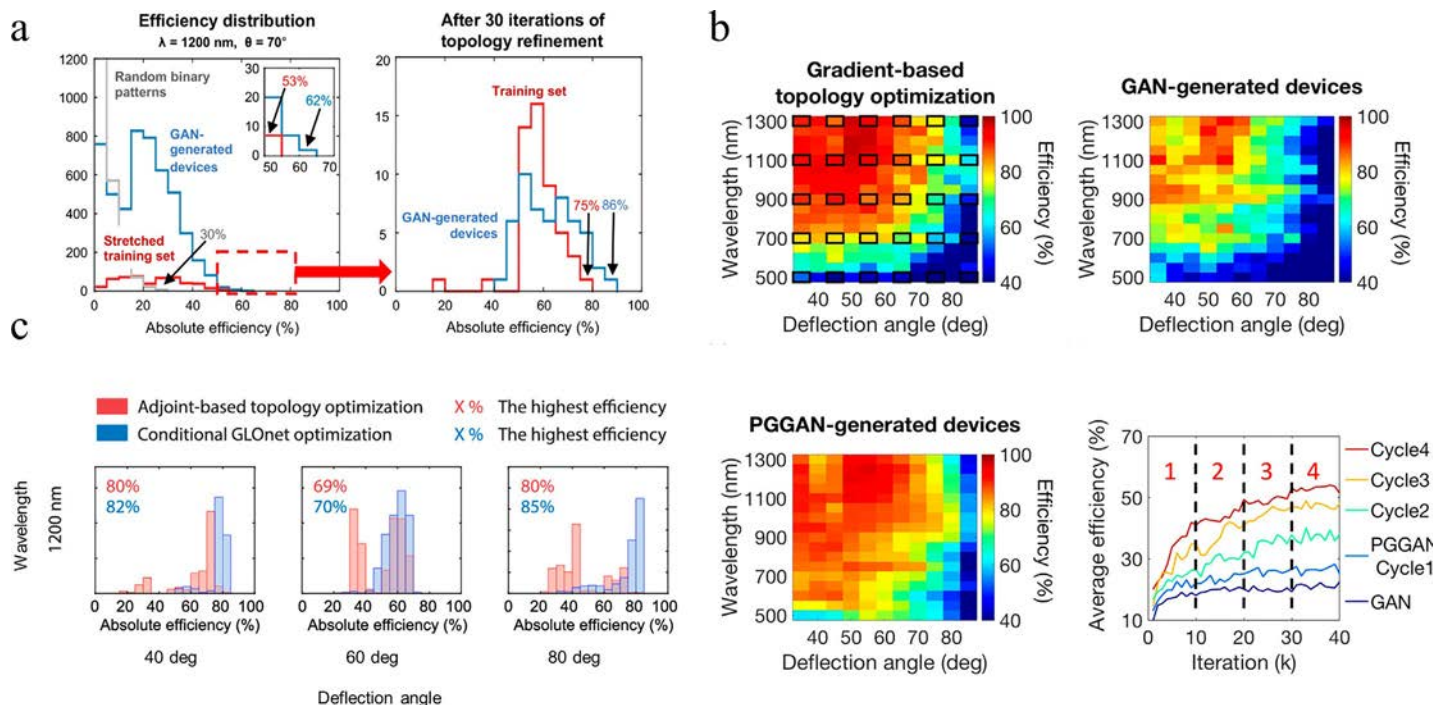 a
Efficiency distribution
λ = 1200 nm, θ = 70°
1200
1000
800
600
400
200
0
0 20 40 60 80 100
Absolute efficiency (%)
Random binary
patterns
GAN-
generated
devices
Stretched
training set
30%
30
20
10
0
50 60 70
53%
62%
After 30 iterations of
topology refinement
20
15
10
5
0
0 20 40 60 80 100
Absolute efficiency (%)
Training set
GAN-generated
devices
75%
86%
b
Gradient-based
topology optimization
Wavelength (nm)
1300
1100
900
700
500
40 50 60 70 80
Deflection angle (deg)
100
80
60
40
Efficiency (%)
GAN-generated devices
Wavelength (nm)
1300
1100
900
700
500
40 50 60 70 80
Deflection angle (deg)
100
80
60
40
Efficiency (%)
c
Adjoint-based topology optimization
X % The highest efficiency
Conditional GLOnet optimization
X % The highest efficiency
Wavelength
1200 nm
80%
82%
0 20 40 60 80 100
Absolute efficiency (%)
40 deg
69%
70%
0 20 40 60 80 100
Absolute efficiency (%)
60 deg
80%
85%
0 20 40 60 80 100
Absolute efficiency (%)
80 deg
Deflection angle
PGGAN-generated devices
Wavelength (nm)
1300
1100
900
700
500
40 50 60 70 80
Deflection angle (deg)
100
80
60
40
Efficiency (%)
Average efficiency (%)
70
50
30
10
1 2 3 4
0 10 20 30 40
Iteration (k)
Cycle4
Cycle3
Cycle2
PGGAN
Cycle1
GAN